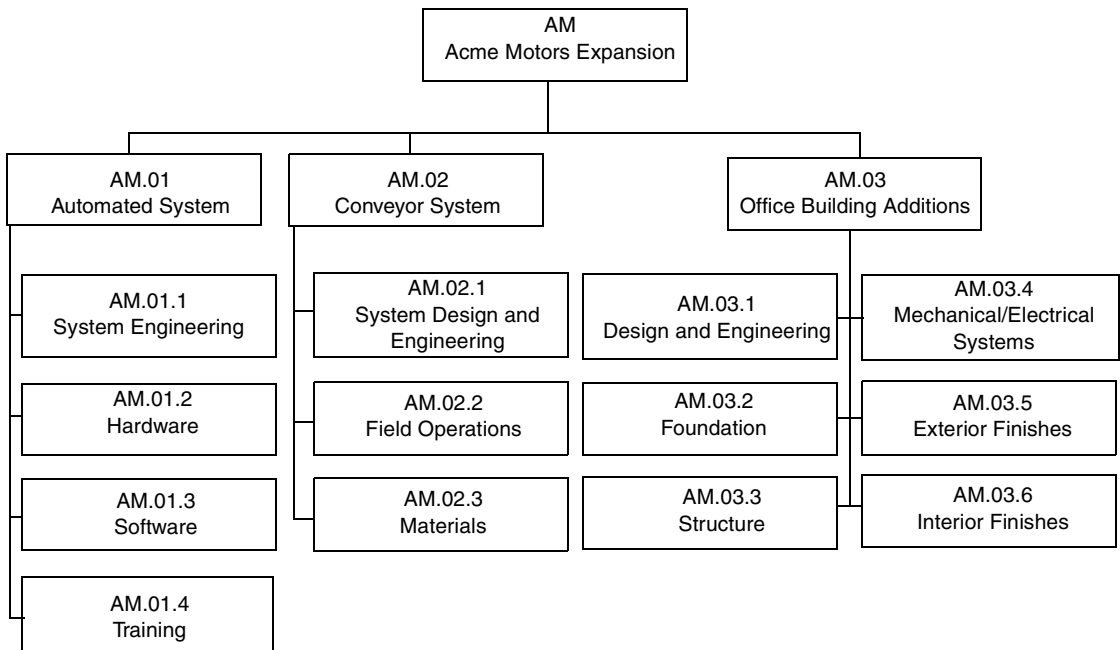 AM
Acme Motors Expansion
AM.01
Automated System
AM.02
Conveyor System
AM.03
Office Building Additions
AM.01.1
System Engineering
AM.01.2
Hardware
AM.01.3
Software
AM.01.4
Training
AM.02.1
System Design and
Engineering
AM.02.2
Field Operations
AM.02.3
Materials
AM.03.1
Design and Engineering
AM.03.2
Foundation
AM.03.3
Structure
AM.03.4
Mechanical/Electrical
Systems
AM.03.5
Exterior Finishes
AM.03.6
Interior Finishes